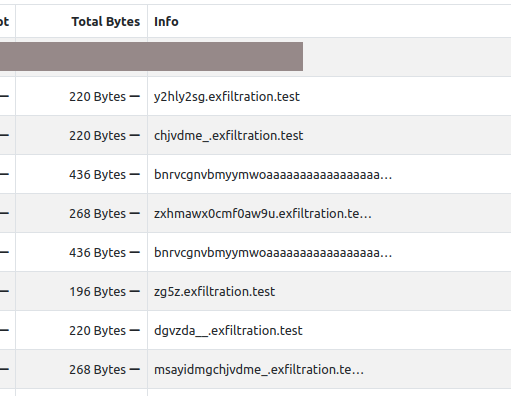 ot Total Bytes Info
220 Bytes — y2hly2sg.exfiltration.test
220 Bytes — chjvdme_.exfiltration.test
436 Bytes — bnrvcgnvbmyymwoaaaaaaaaaaaaaaaaa…
268 Bytes — zxhmawx0cmf0aw9u.exfiltration.te…
436 Bytes — bnrvcgnvbmyymwoaaaaaaaaaaaaaaaaa…
196 Bytes — zg5z.exfiltration.test
220 Bytes — dgvzda__.exfiltration.test
268 Bytes — msayidmgchjvdme_.exfiltration.te…